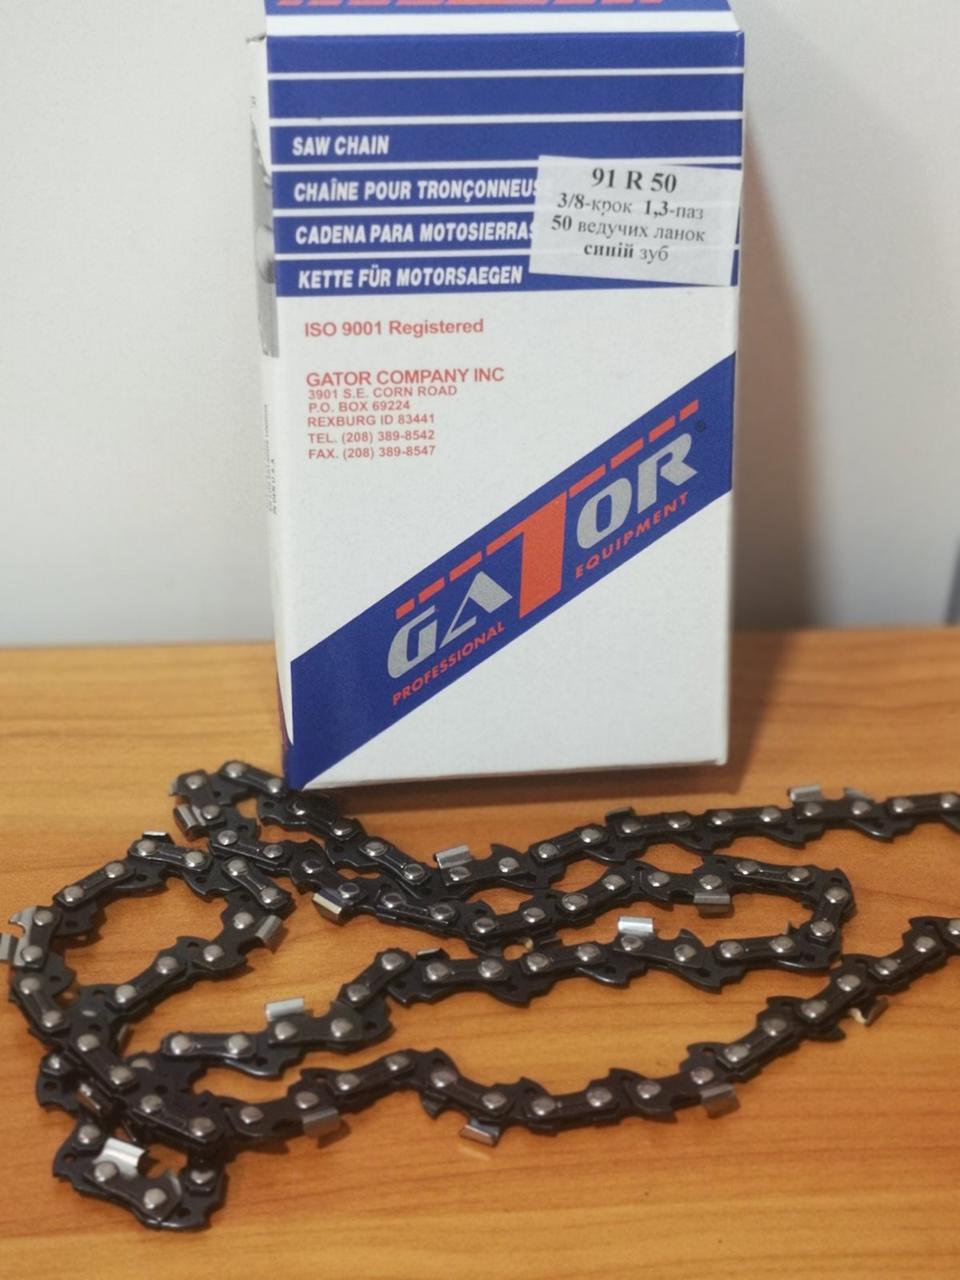 SAW CHAIN
CHAÎNE POUR TRONÇONNEUS
CADENA PARA MOTOSIERRAS
KETTE FÜR MOTORSAEGEN
91 R 50
3/8-крок 1,3-паз
50 ведучих ланок
синій зуб
ISO 9001 Registered
GATOR COMPANY INC
3901 S.E. CORN ROAD
P.O. BOX 69224
REXBURG ID 83441
TEL. (208) 389-8542
FAX. (208) 389-8547
GATOR®
PROFESSIONAL EQUIPMENT